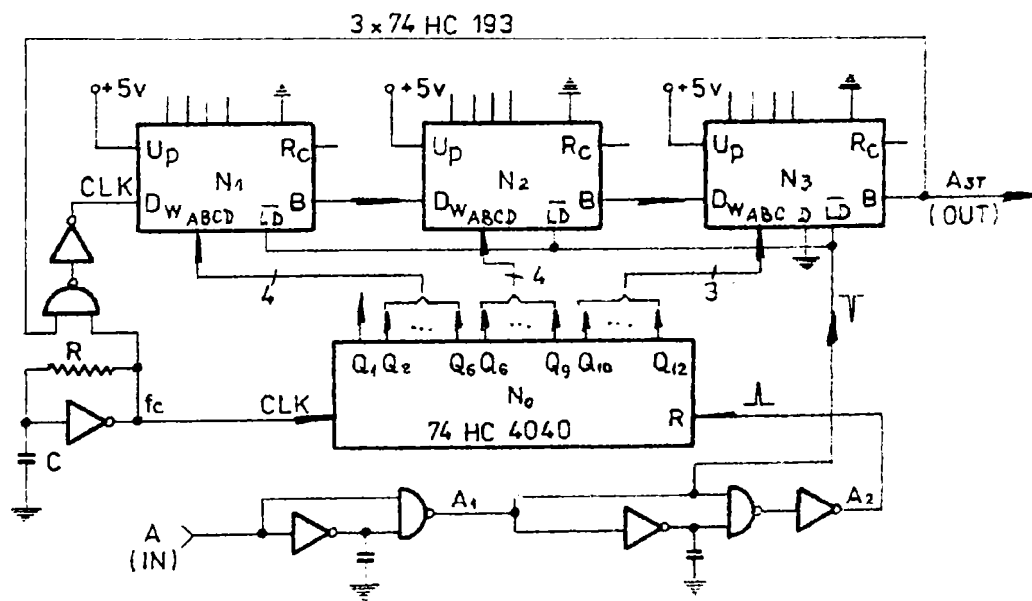 3 x 74 HC 193
+5v
+5v
+5v
Up
Rc
Up
Rc
Up
Rc
CLK
N1
N2
N3
Dw
ABCD
LD
B
Dw
ABCD
LD
B
Dw
ABC
D
LD
B
A3T
(OUT)
4
4
3
R
Q1
Q2
Q5
Q6
Q9
Q10
Q12
fc
CLK
N0
R
C
74 HC 4040
A
(IN)
A1
A2